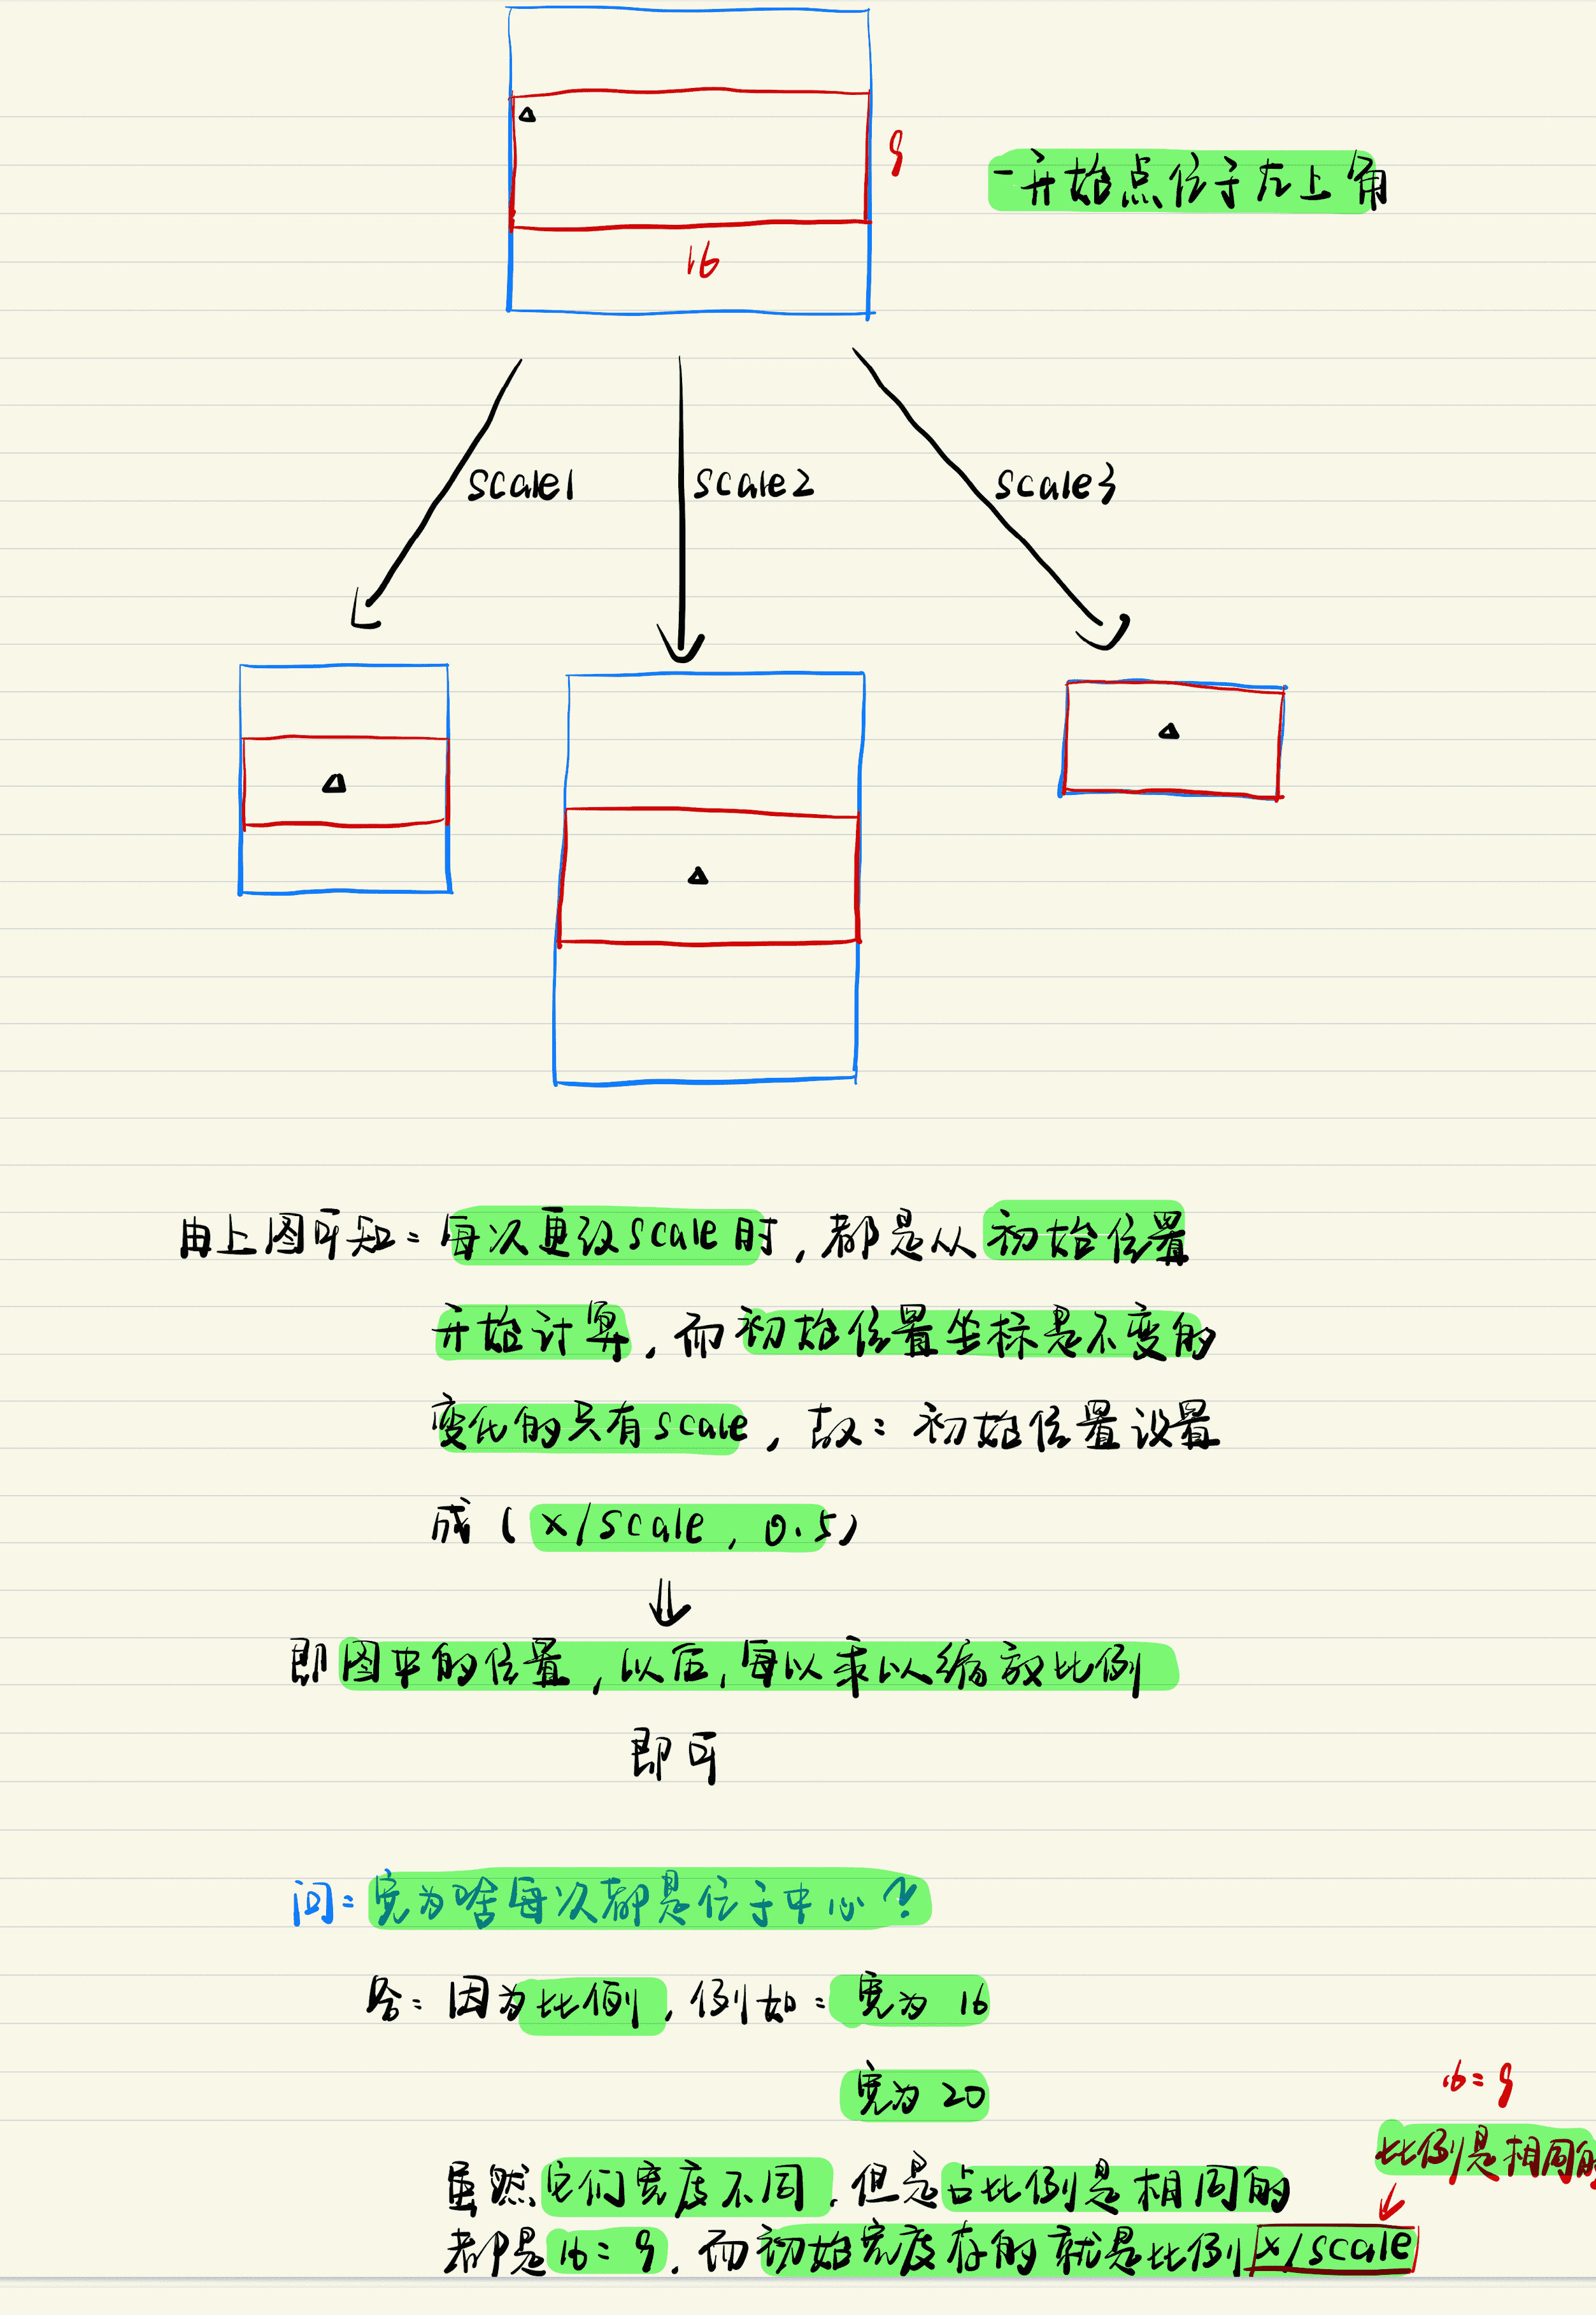 9
一开始点位于左上角
16
scale1
scale2
scale3
由上图可知：每次更改scale时，都是从初始位置
开始计算，而初始位置坐标是不变的
变化的只有scale，故：初始位置设置
成（x/scale，0.5）
即图中的位置，以后，每以乘以缩放比例
即可
问：宽为啥每次都是位于中心？
答：因为比例，例如：宽为 16
宽为 20
16：9
比例是相同的
虽然它们宽度不同，但是占比例是相同的
都是16：9，而初始宽度存的就是比例x/scale